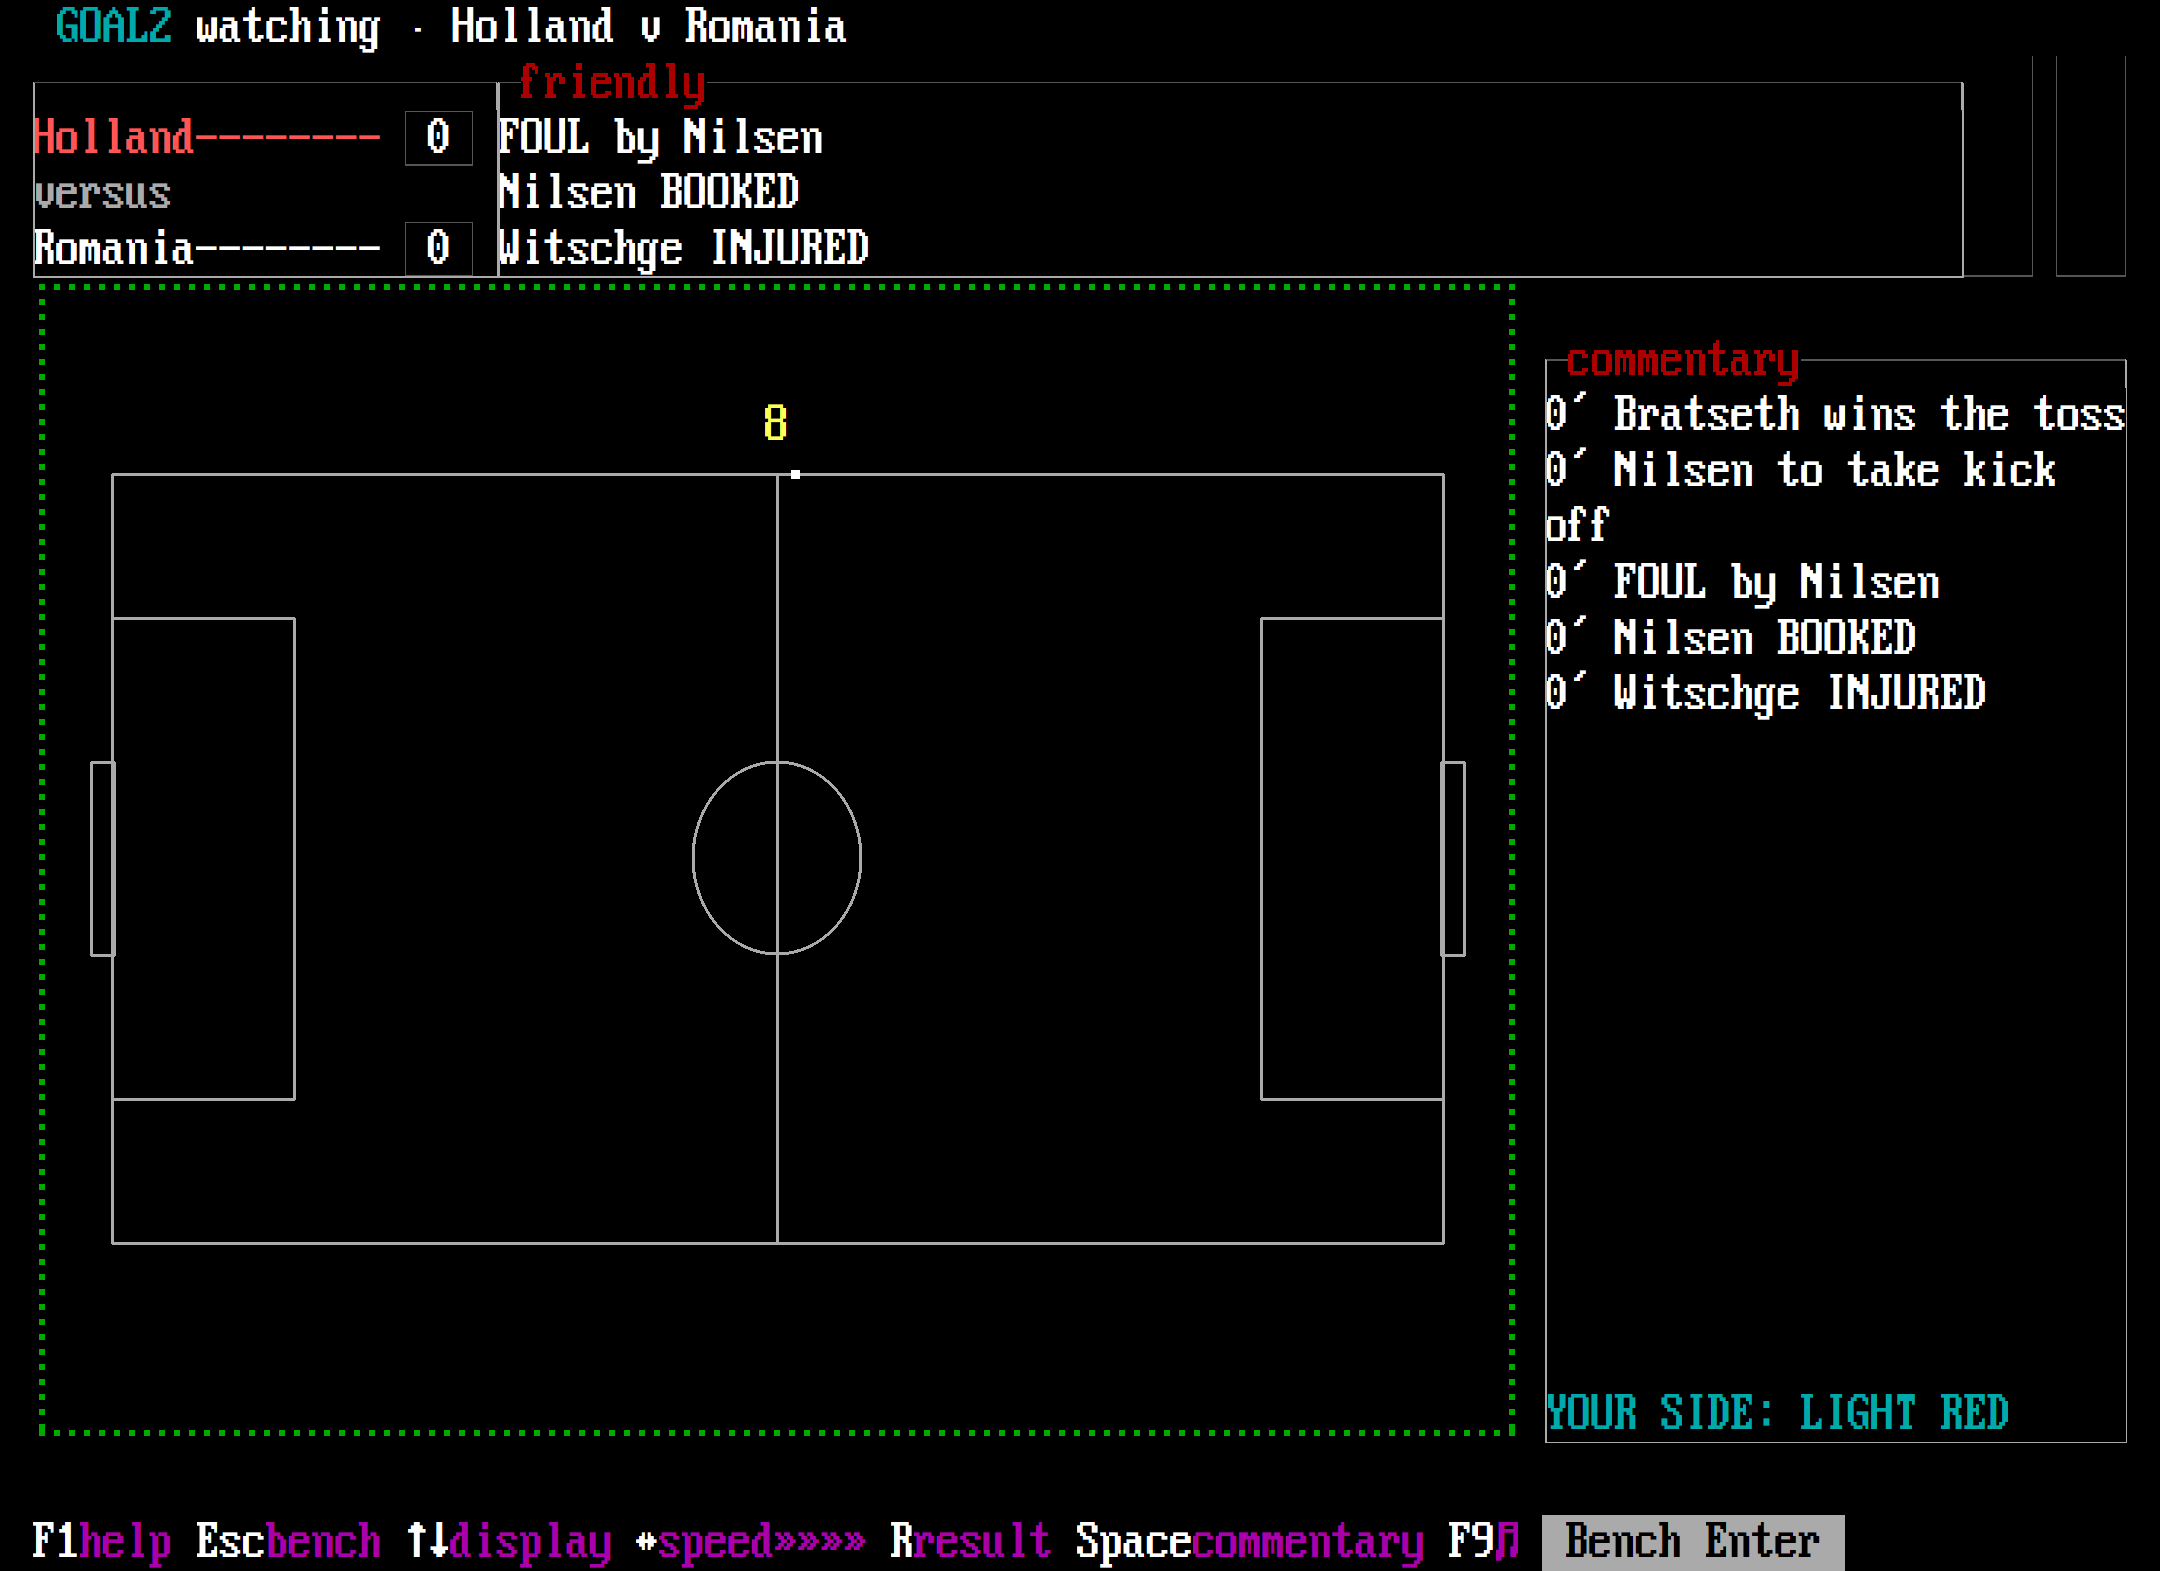 GOAL2 watching · Holland v Romania
friendly
Holland-------- 0
versus
Romania-------- 0
FOUL by Nilsen
Nilsen BOOKED
Witschge INJURED
8
commentary
0´ Bratseth wins the toss
0´ Nilsen to take kick
off
0´ FOUL by Nilsen
0´ Nilsen BOOKED
0´ Witschge INJURED
YOUR SIDE: LIGHT RED
F1help Escbench ↑↓display *speed»»»» Rresult Spacecommentary F9♫ Bench Enter